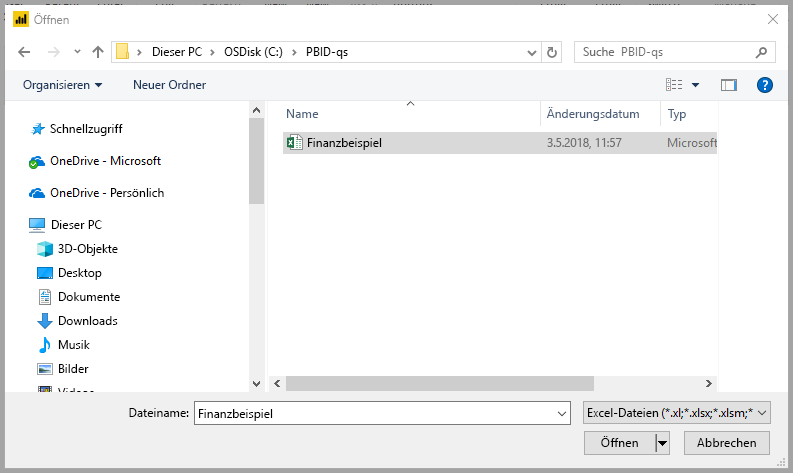 Öffnen
Dieser PC > OSDisk (C:) > PBID-qs
Suche PBID-qs
Organisieren Neuer Ordner
Name Änderungsdatum Typ
Schnellzugriff
Finanzbeispiel 3.5.2018, 11:57 Microsoft
OneDrive - Microsoft
OneDrive - Persönlich
Dieser PC
3D-Objekte
Desktop
Dokumente
Downloads
Musik
Bilder
Videos
Dateiname: Finanzbeispiel Excel-Dateien (*.xl;*.xlsx;*.xlsm;*
Öffnen Abbrechen